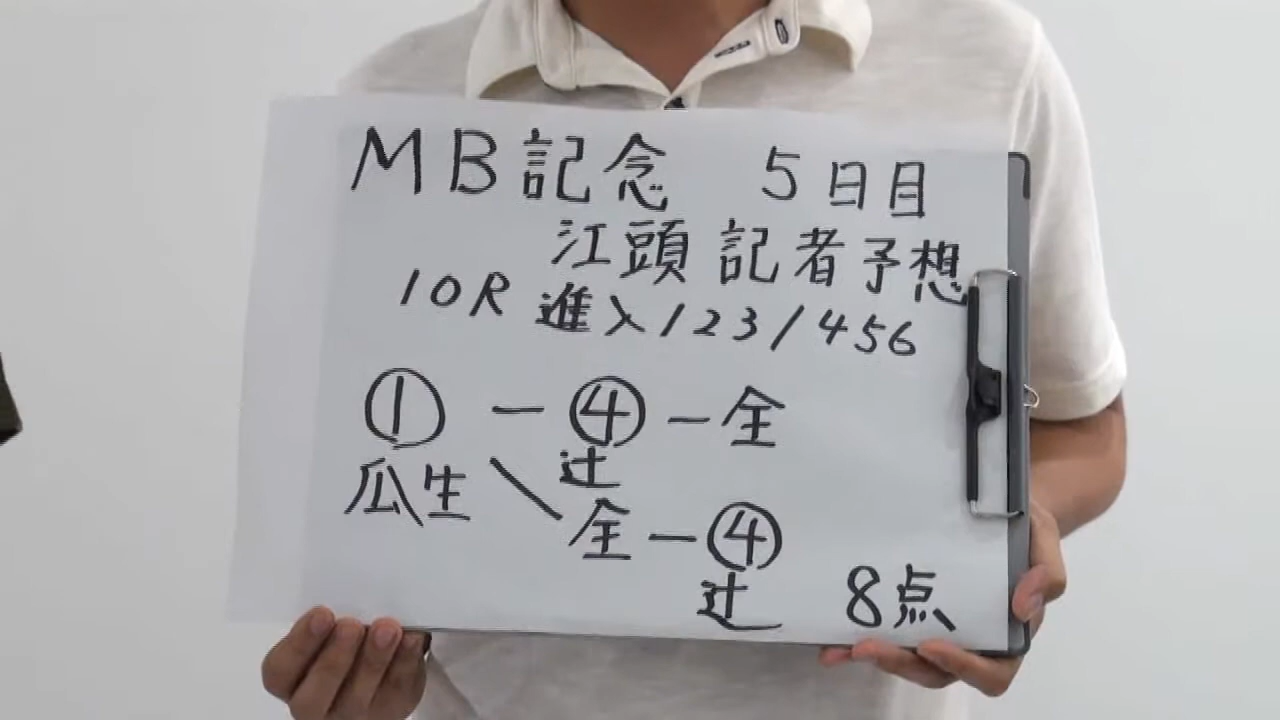 MB記念 5日目
江頭記者予想
10R 進入123/456
① － ④ － 全
瓜生 ＼ 辻
全 － ④
辻 8点